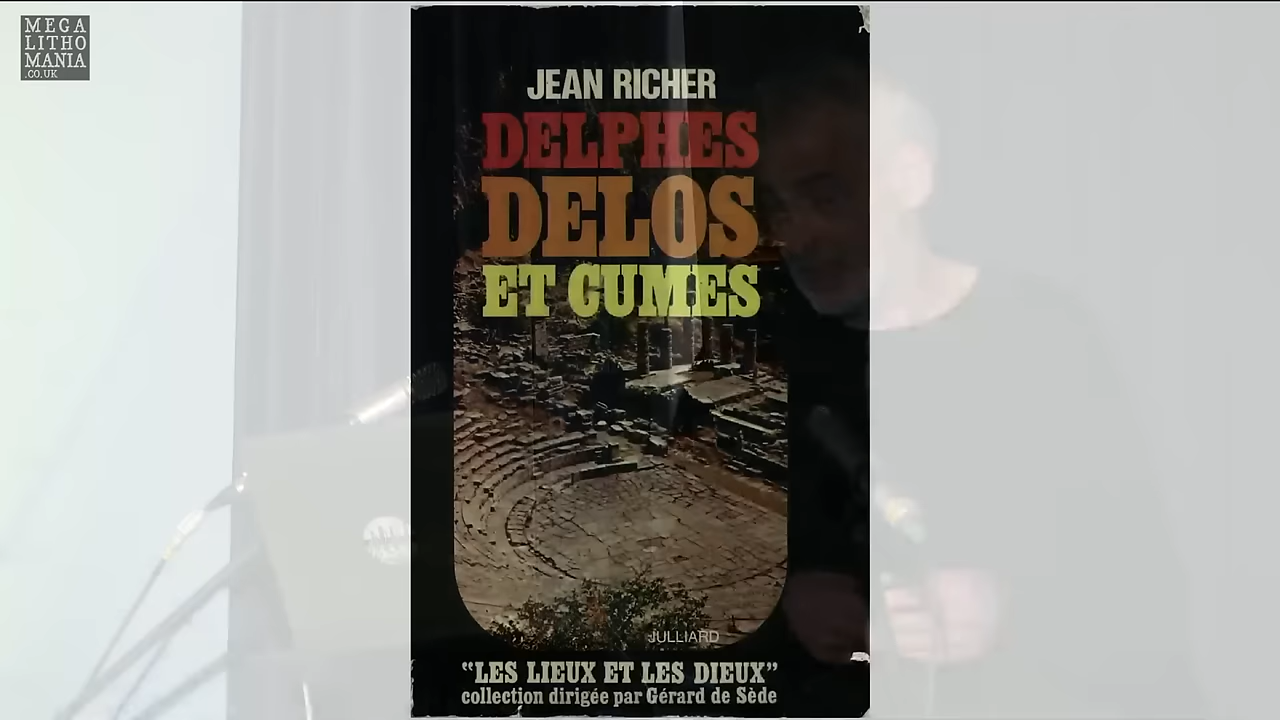 MEGA
LITHO
MANIA
.CO.UK
JEAN RICHER
DELPHES
DELOS
ET CUMES
JULLIARD
“LES LIEUX ET LES DIEUX”
collection dirigée par Gérard de Sède